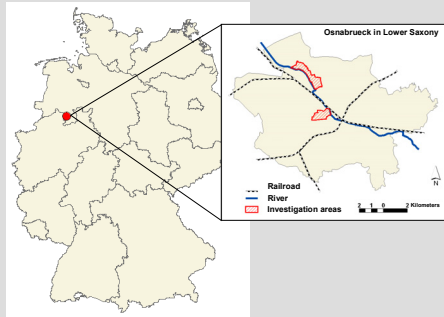 Osnabrueck in Lower Saxony
Railroad
River
Investigation areas
2 1 0 2 Kilometers
N